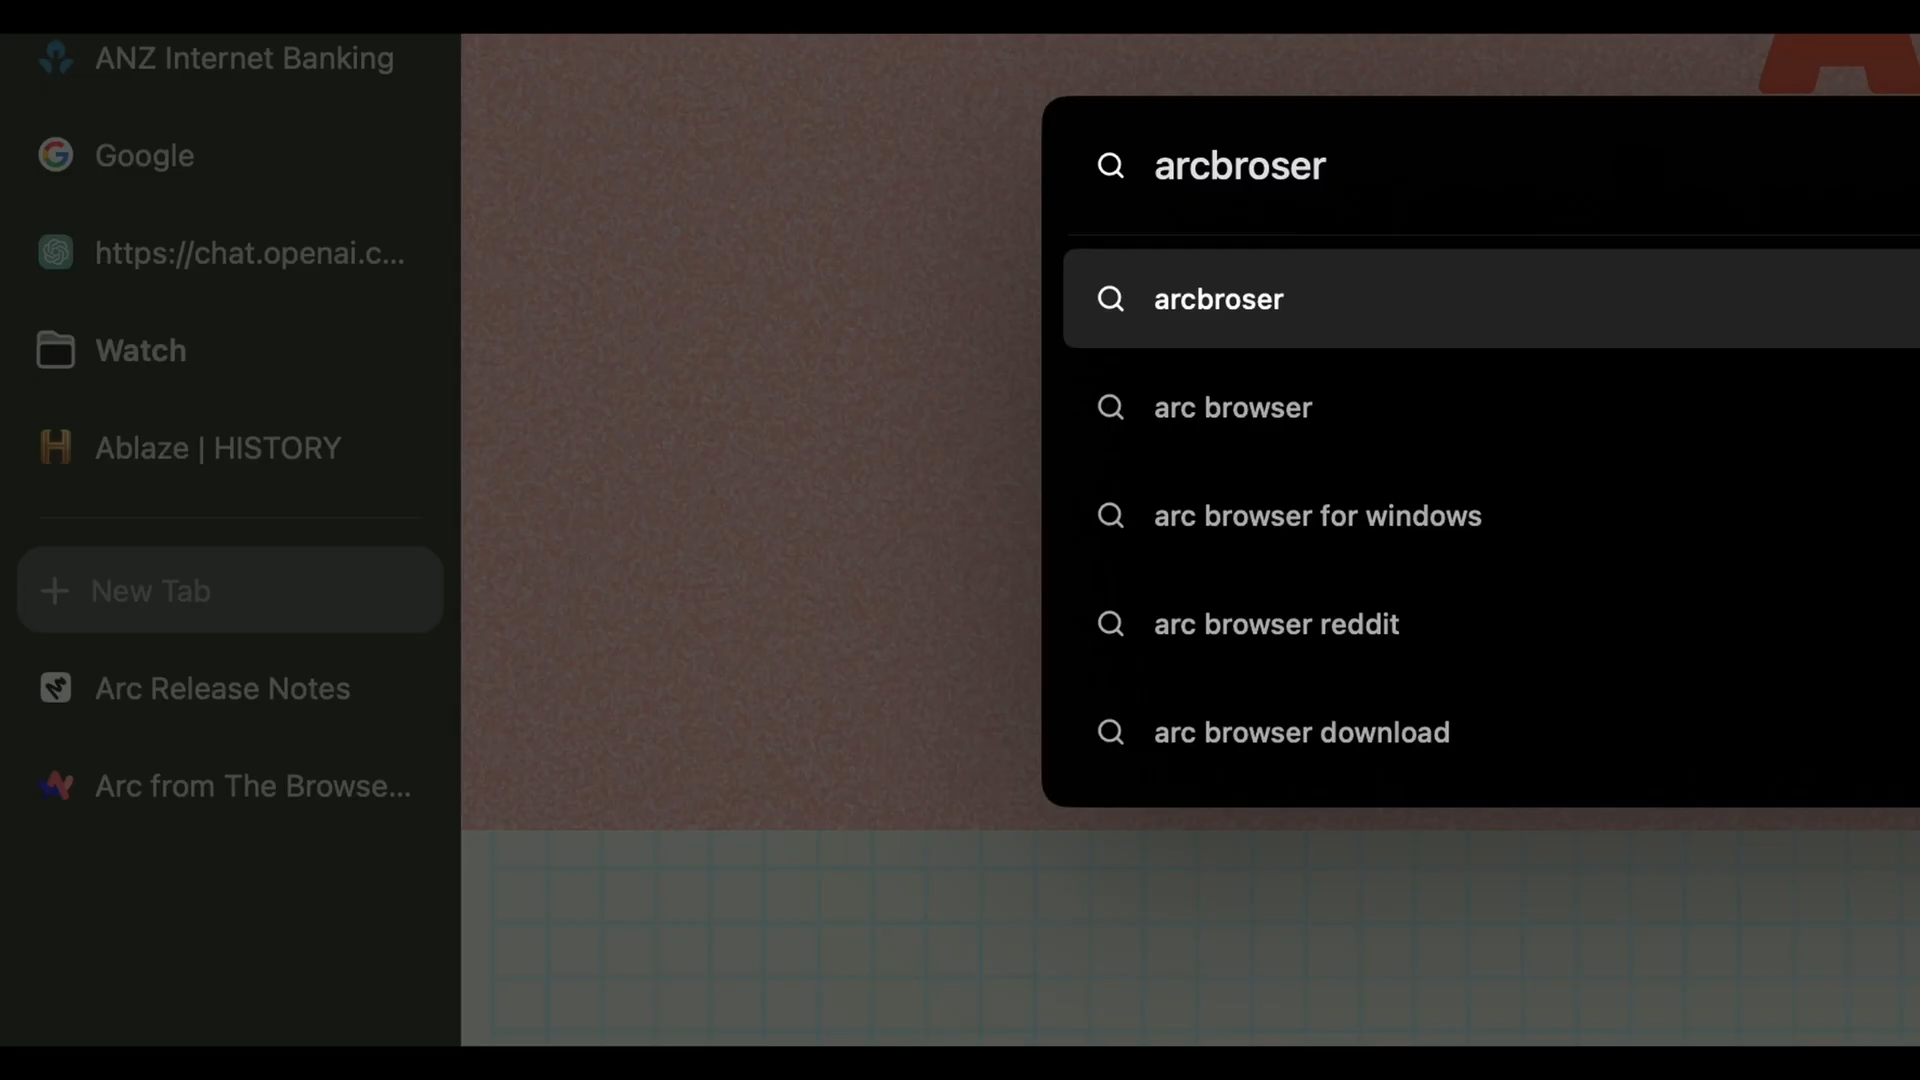 ANZ Internet Banking
Google
https://chat.openai.c...
Watch
Ablaze | HISTORY
New Tab
Arc Release Notes
Arc from The Browse...
arcbroser
arcbroser
arc browser
arc browser for windows
arc browser reddit
arc browser download